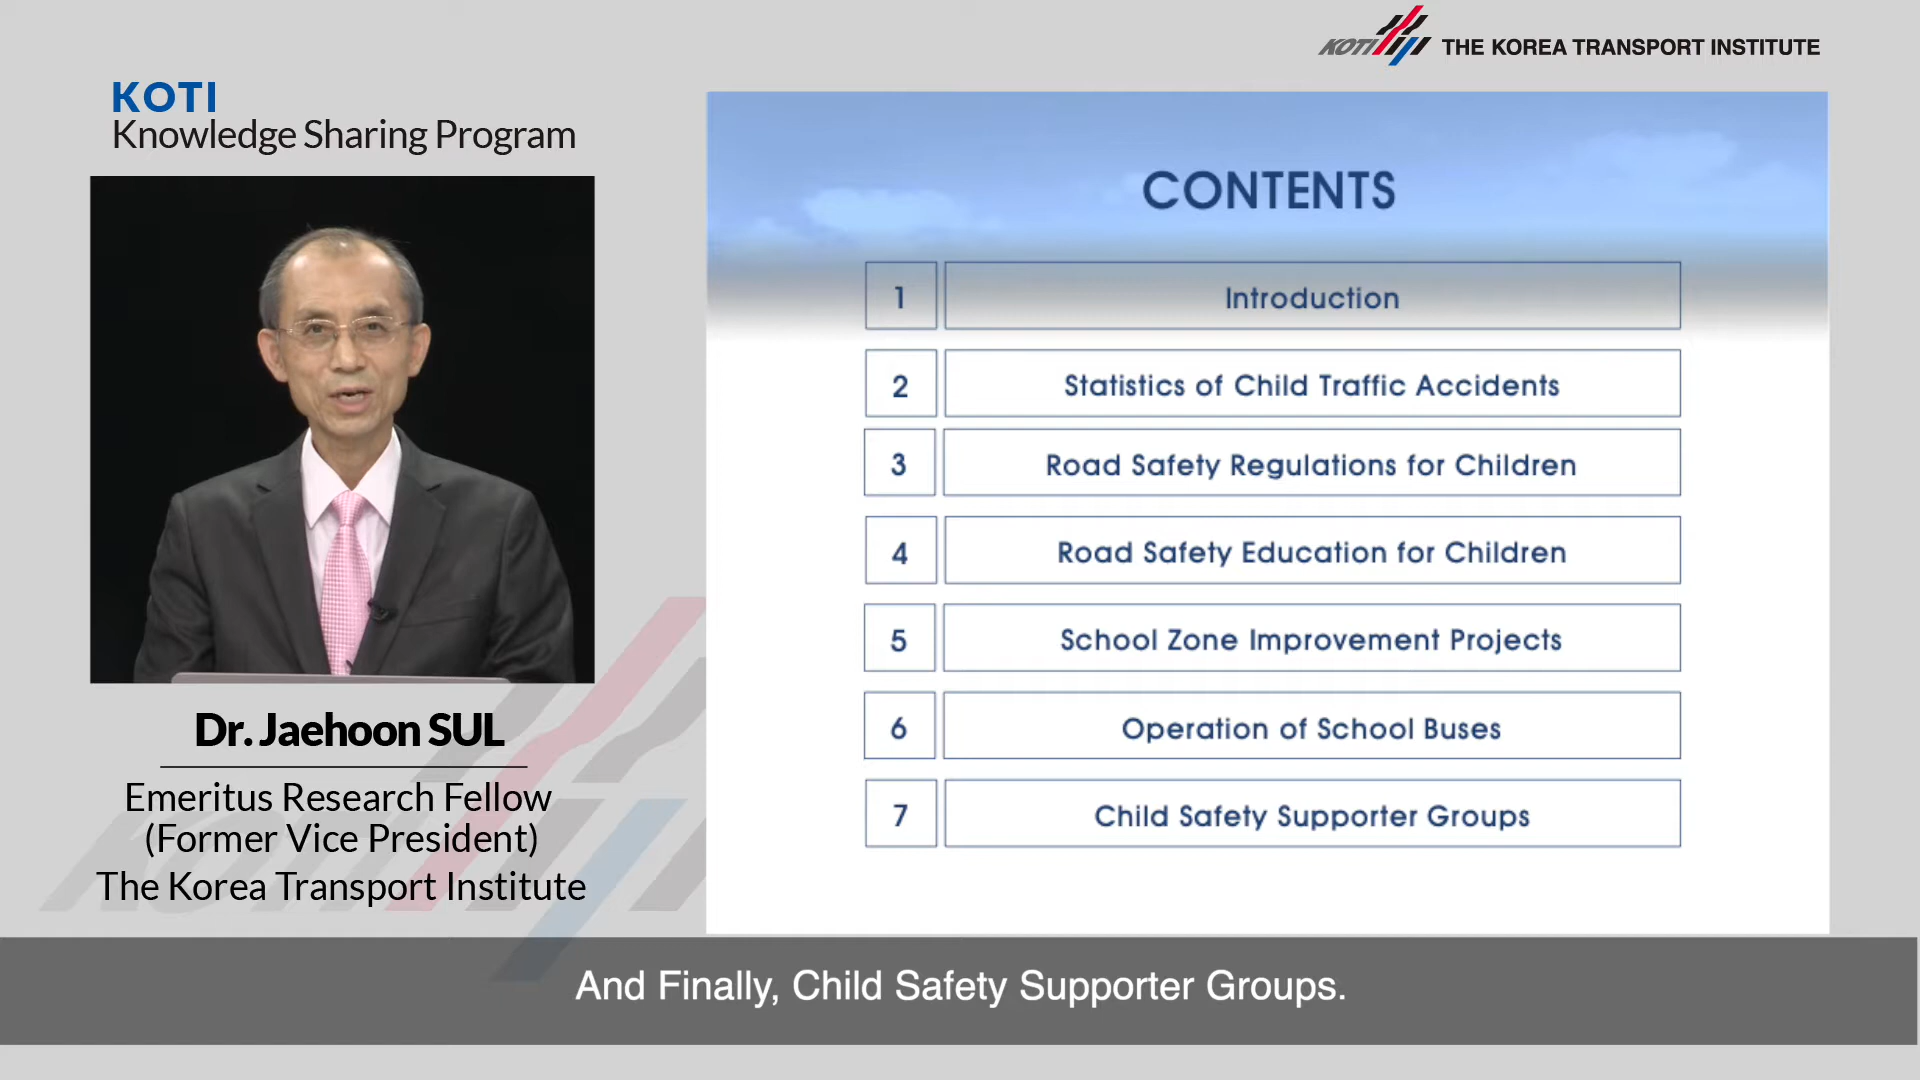 KOTI THE KOREA TRANSPORT INSTITUTE
KOTI
Knowledge Sharing Program
Dr. Jaehoon SUL
Emeritus Research Fellow
(Former Vice President)
The Korea Transport Institute
CONTENTS
1 Introduction
2 Statistics of Child Traffic Accidents
3 Road Safety Regulations for Children
4 Road Safety Education for Children
5 School Zone Improvement Projects
6 Operation of School Buses
7 Child Safety Supporter Groups
And Finally, Child Safety Supporter Groups.